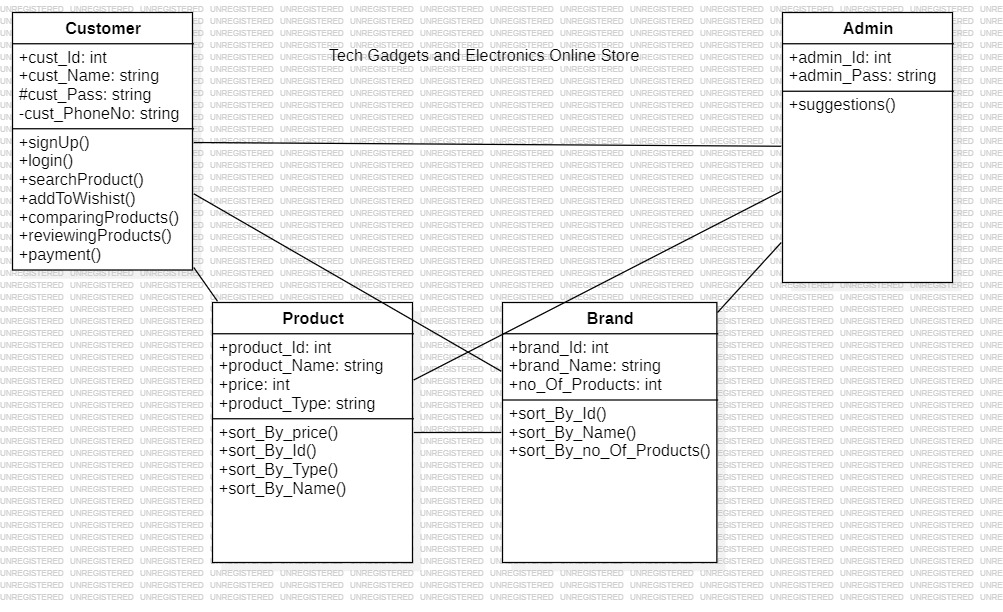 Customer
+cust_Id: int
+cust_Name: string
#cust_Pass: string
-cust_PhoneNo: string
+signUp()
+login()
+searchProduct()
+addToWishist()
+comparingProducts()
+reviewingProducts()
+payment()
Tech Gadgets and Electronics Online Store
Admin
+admin_Id: int
+admin_Pass: string
+suggestions()
Product
+product_Id: int
+product_Name: string
+price: int
+product_Type: string
+sort_By_price()
+sort_By_Id()
+sort_By_Type()
+sort_By_Name()
Brand
+brand_Id: int
+brand_Name: string
+no_Of_Products: int
+sort_By_Id()
+sort_By_Name()
+sort_By_no_Of_Products()
UNREGISTERED